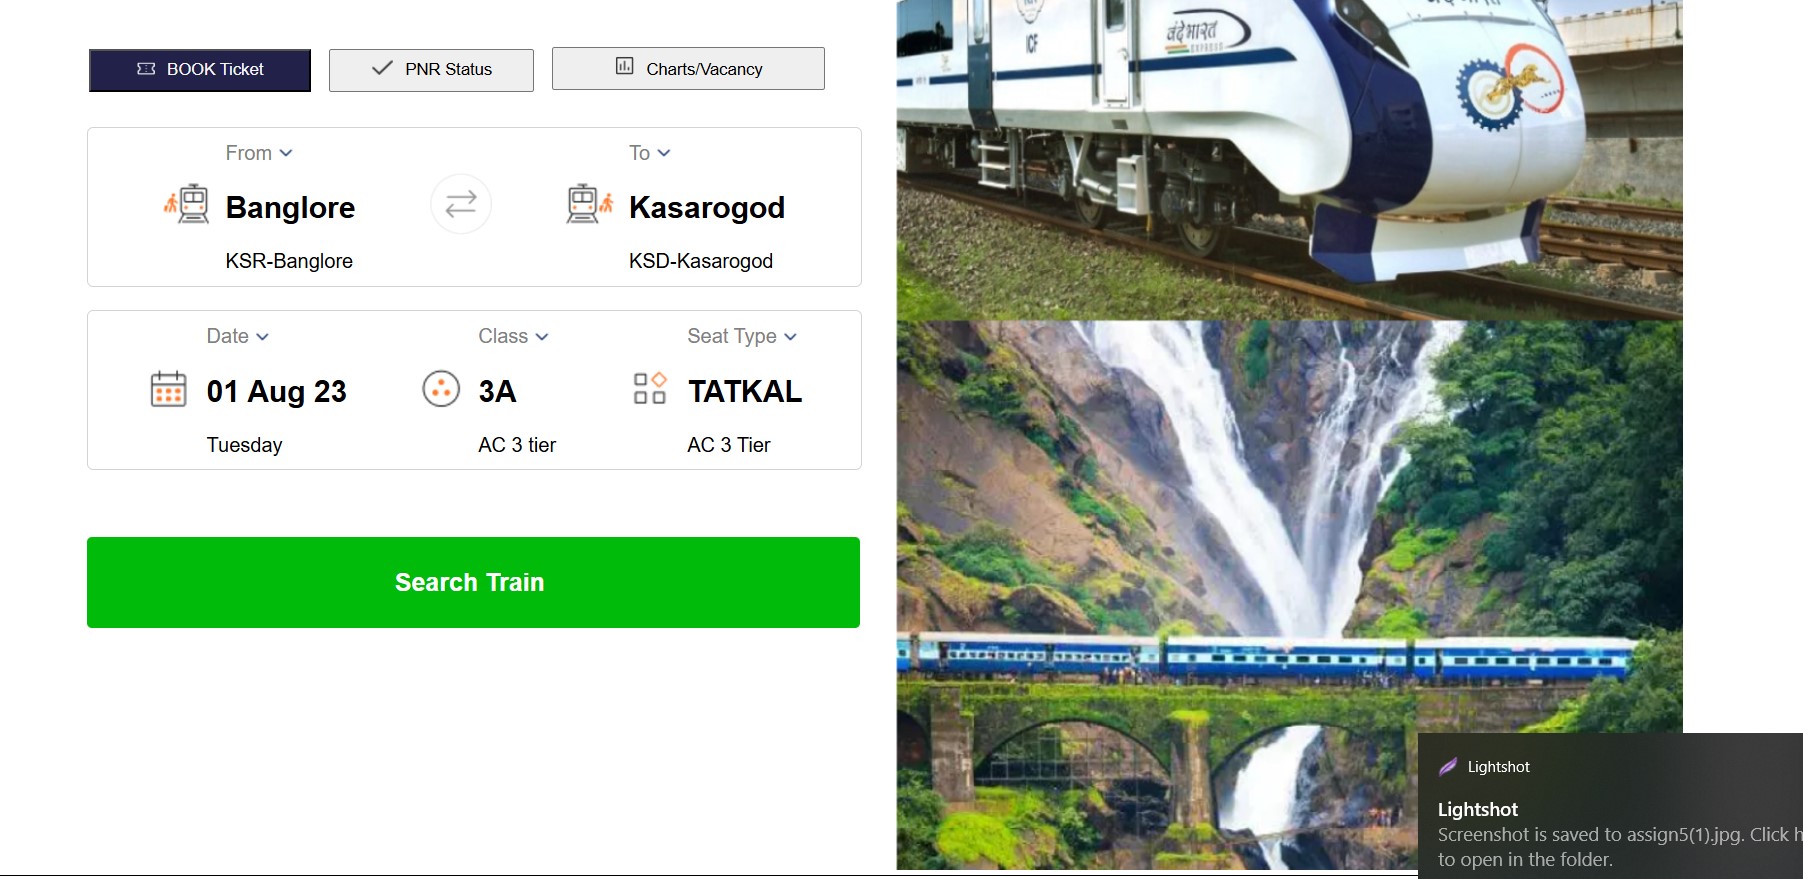 BOOK Ticket
PNR Status
Charts/Vacancy
From
To
Banglore
Kasarogod
KSR-Banglore
KSD-Kasarogod
Date
Class
Seat Type
01 Aug 23
3A
TATKAL
Tuesday
AC 3 tier
AC 3 Tier
Search Train
ICF
वंदे भारत
EXPRESS
Lightshot
Lightshot
Screenshot is saved to assign5(1).jpg. Click h
to open in the folder.